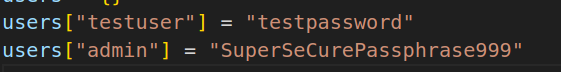 users["testuser"] = "testpassword"
users["admin"] = "SuperSeCurePassphrase999"